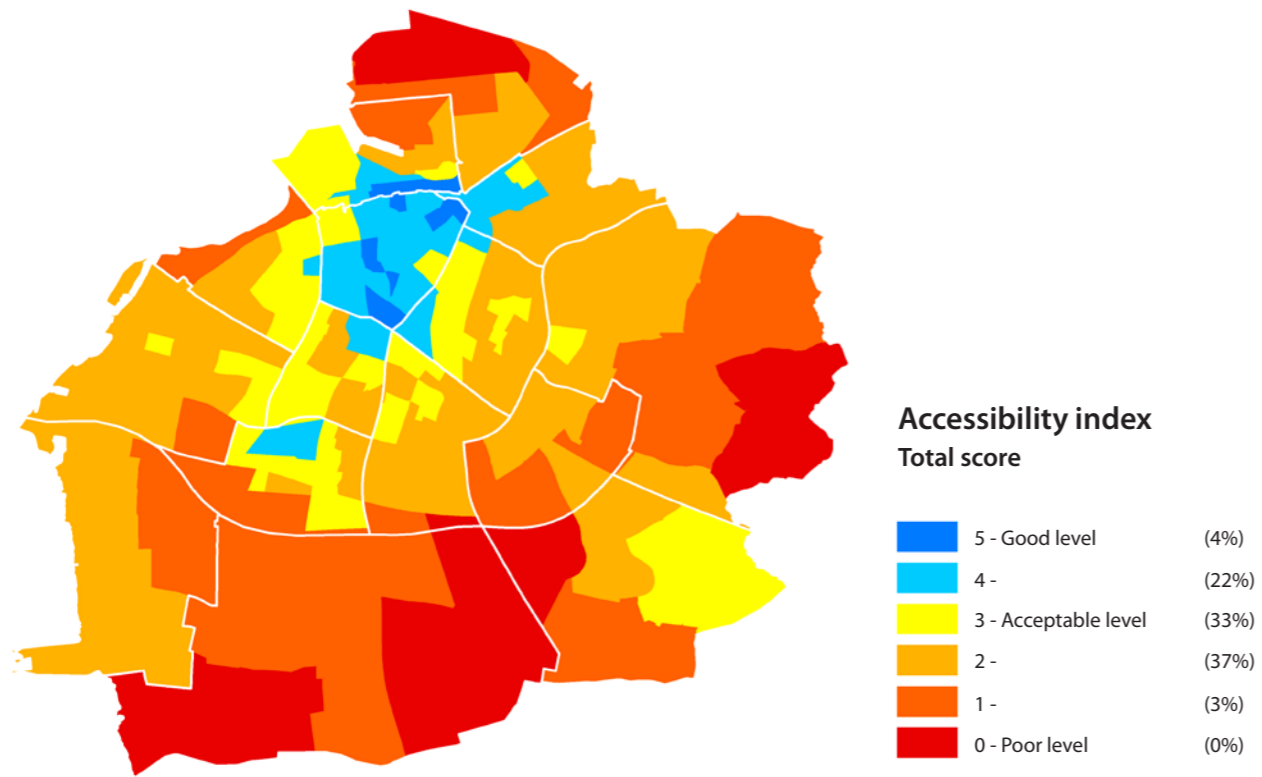 Accessibility index
Total score
5 - Good level (4%)
4 - (22%)
3 - Acceptable level (33%)
2 - (37%)
1 - (3%)
0 - Poor level (0%)